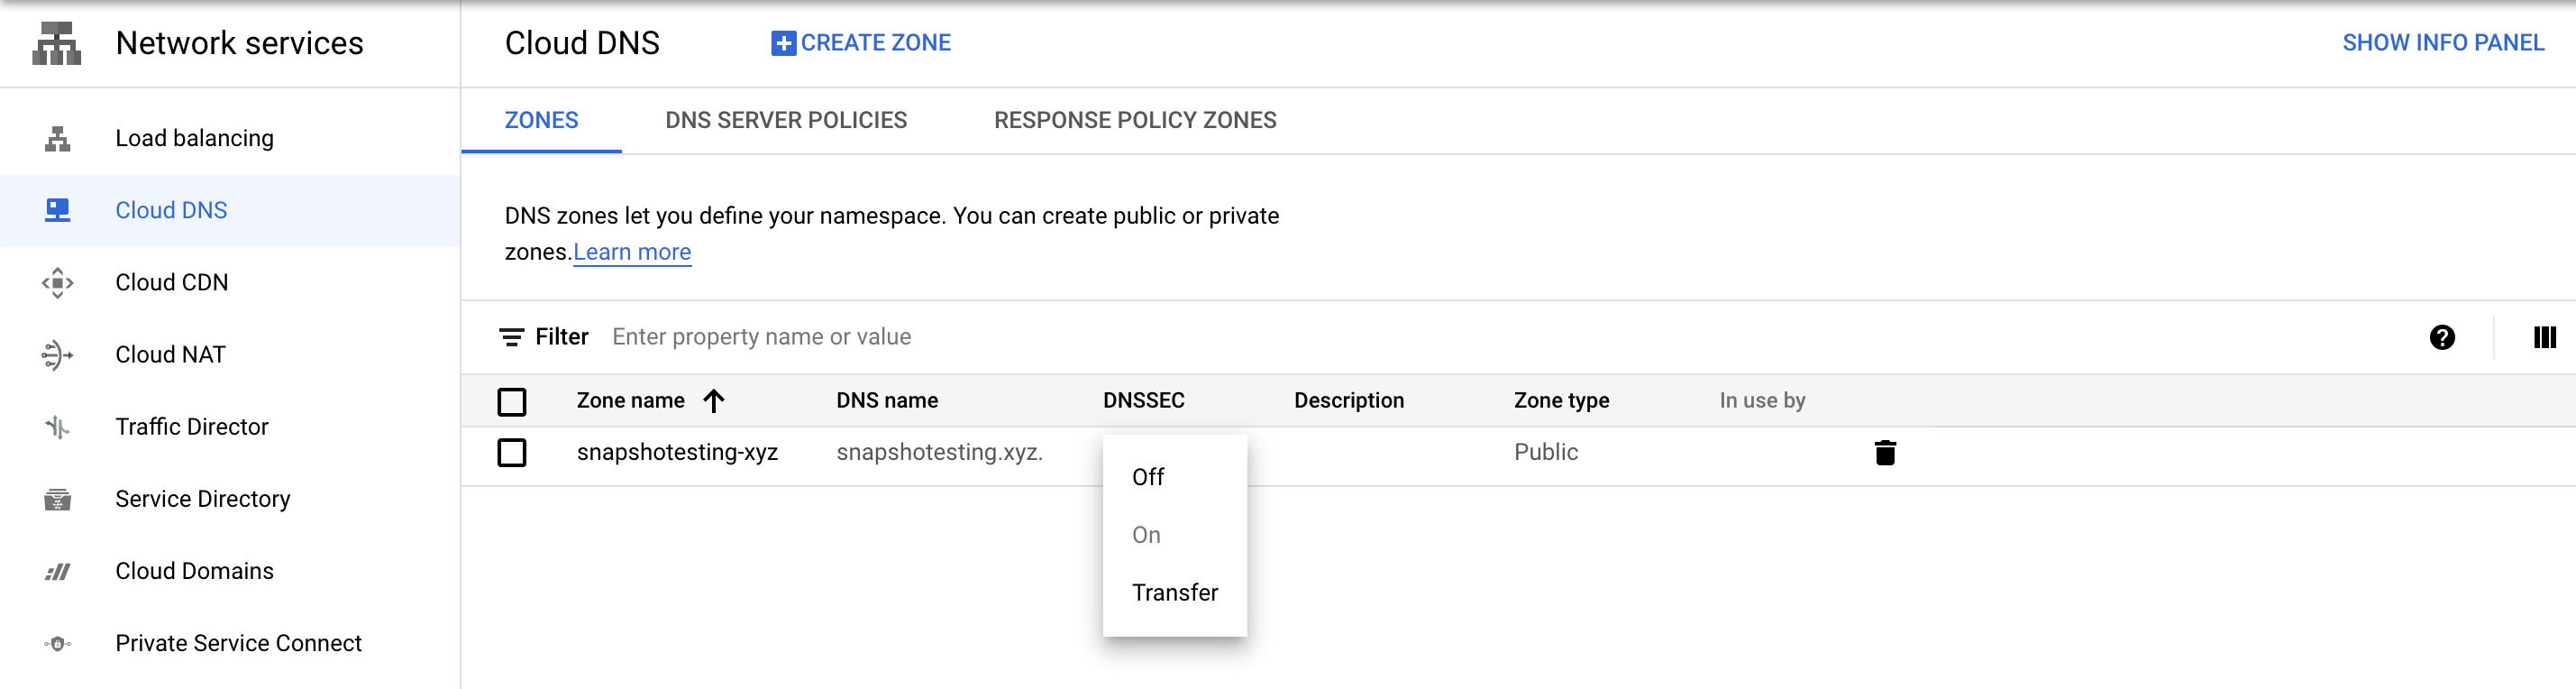 Network services
Cloud DNS
CREATE ZONE
SHOW INFO PANEL
Load balancing
Cloud DNS
Cloud CDN
Cloud NAT
Traffic Director
Service Directory
Cloud Domains
Private Service Connect
ZONES
DNS SERVER POLICIES
RESPONSE POLICY ZONES
DNS zones let you define your namespace. You can create public or private
zones.Learn more
Filter Enter property name or value
Zone name DNS name DNSSEC Description Zone type In use by
snapshotesting-xyz snapshotesting.xyz. Public
Off
On
Transfer